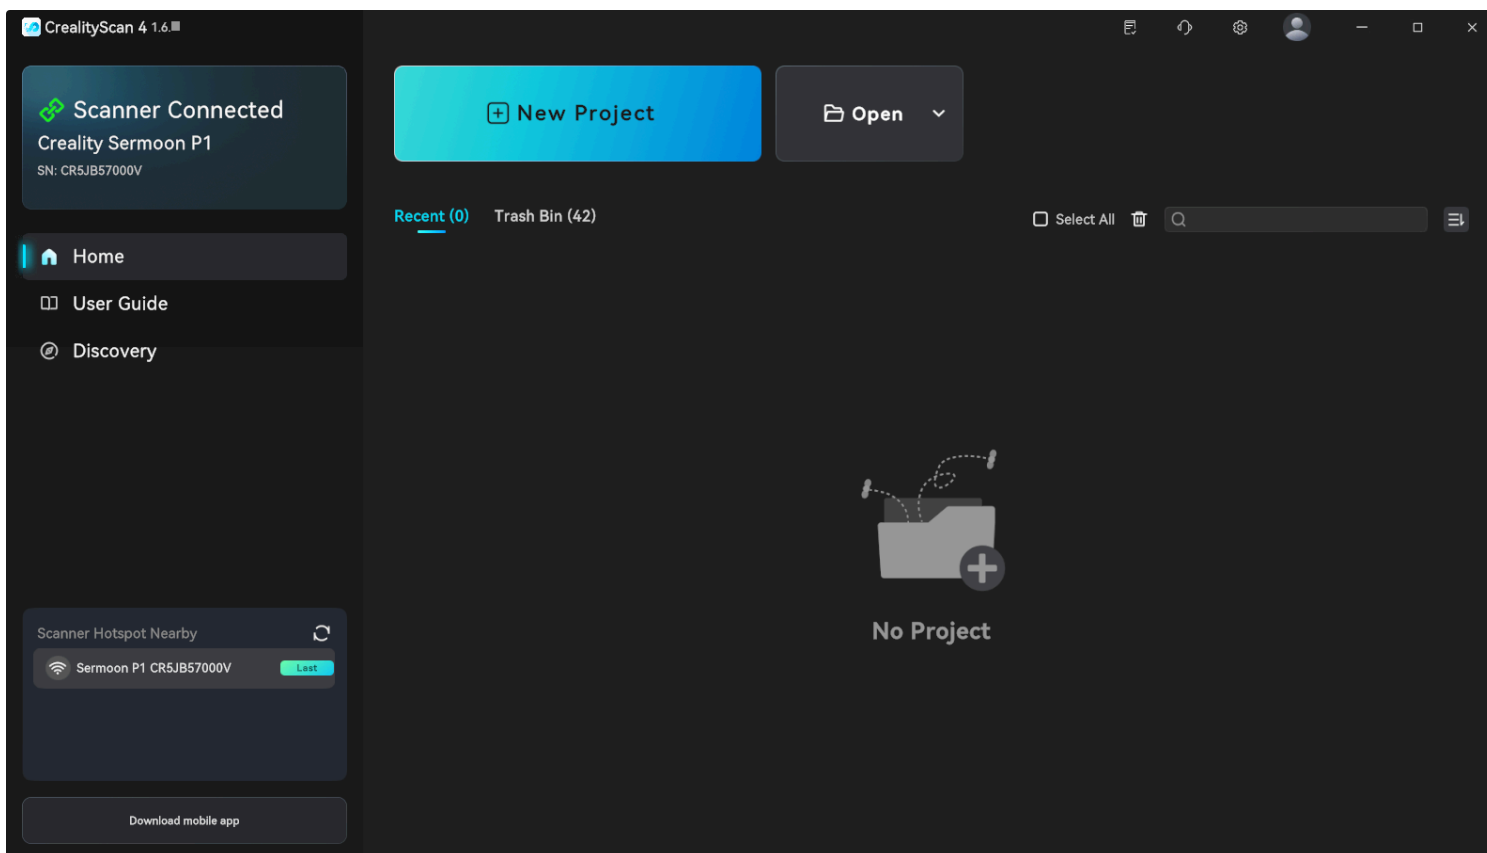 CrealityScan 4 1.6.
Scanner Connected
Creality Sermoon P1
SN: CR5JB57000V
Home
User Guide
Discovery
Scanner Hotspot Nearby
Sermoon P1 CR5JB57000V Last
Download mobile app
New Project
Open
Recent (0) Trash Bin (42)
Select All
No Project